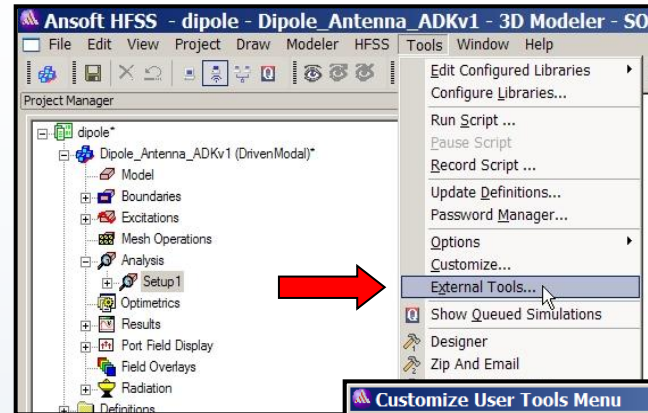 Ansoft HFSS - dipole - Dipole_Antenna_ADKv1 - 3D Modeler - SO
File Edit View Project Draw Modeler HFSS Tools Window Help
Project Manager
dipole*
Dipole_Antenna_ADKv1 (DrivenModal)*
Model
Boundaries
Excitations
Mesh Operations
Analysis
Setup1
Optimetrics
Results
Port Field Display
Field Overlays
Radiation
Definitions
Edit Configured Libraries
Configure Libraries...
Run Script ...
Pause Script
Record Script ...
Update Definitions...
Password Manager...
Options
Customize...
External Tools...
Show Queued Simulations
Designer
Zip And Email
Customize User Tools Menu